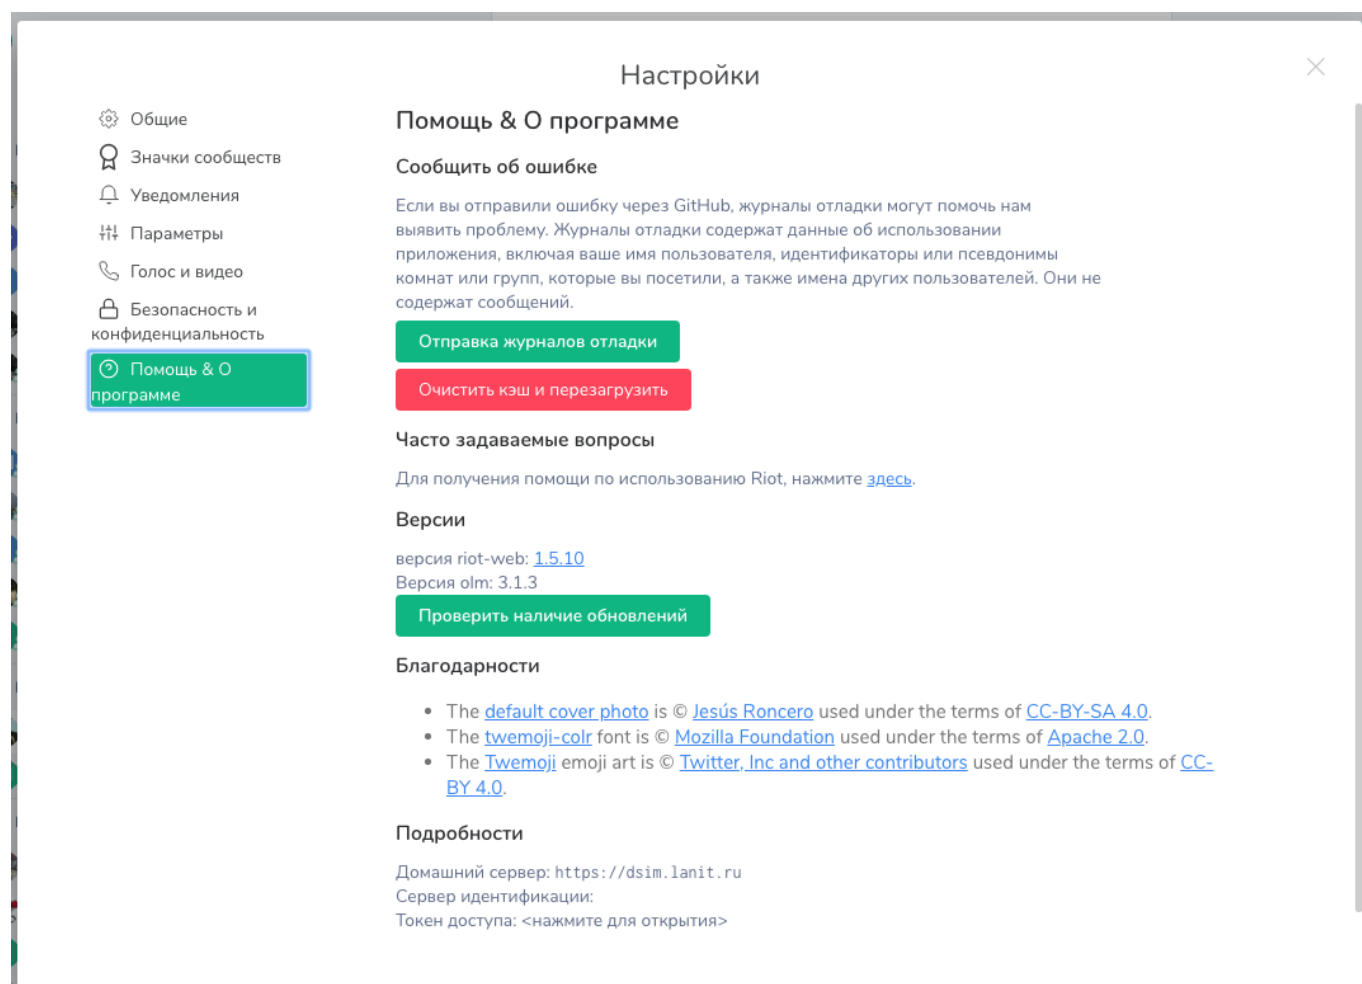 Настройки
Общие
Значки сообществ
Уведомления
Параметры
Голос и видео
Безопасность и
конфиденциальность
Помощь & О
программе
Помощь & О программе
Сообщить об ошибке
Если вы отправили ошибку через GitHub, журналы отладки могут помочь нам
выявить проблему. Журналы отладки содержат данные об использовании
приложения, включая ваше имя пользователя, идентификаторы или псевдонимы
комнат или групп, которые вы посетили, а также имена других пользователей. Они не
содержат сообщений.
Отправка журналов отладки
Очистить кэш и перезагрузить
Часто задаваемые вопросы
Для получения помощи по использованию Riot, нажмите здесь.
Версии
версия riot-web: 1.5.10
Версия olm: 3.1.3
Проверить наличие обновлений
Благодарности
• The default cover photo is © Jesús Roncero used under the terms of CC-BY-SA 4.0.
• The twemoji-colr font is © Mozilla Foundation used under the terms of Apache 2.0.
• The Twemoji emoji art is © Twitter, Inc and other contributors used under the terms of CC-
BY 4.0.
Подробности
Домашний сервер: https://dsim.lanit.ru
Сервер идентификации:
Токен доступа: <нажмите для открытия>